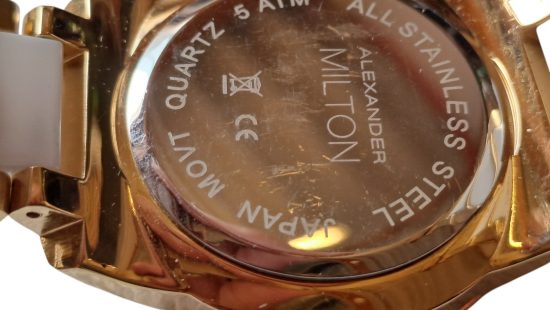 ALEXANDER
MILTON
JAPAN MOVT QUARTZ 5 ATM ALL STAINLESS STEEL
CE